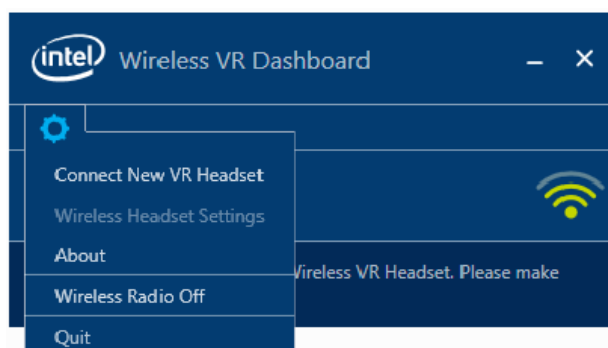 intel Wireless VR Dashboard
Connect New VR Headset
Wireless Headset Settings
About
Wireless VR Headset. Please make
Wireless Radio Off
Quit